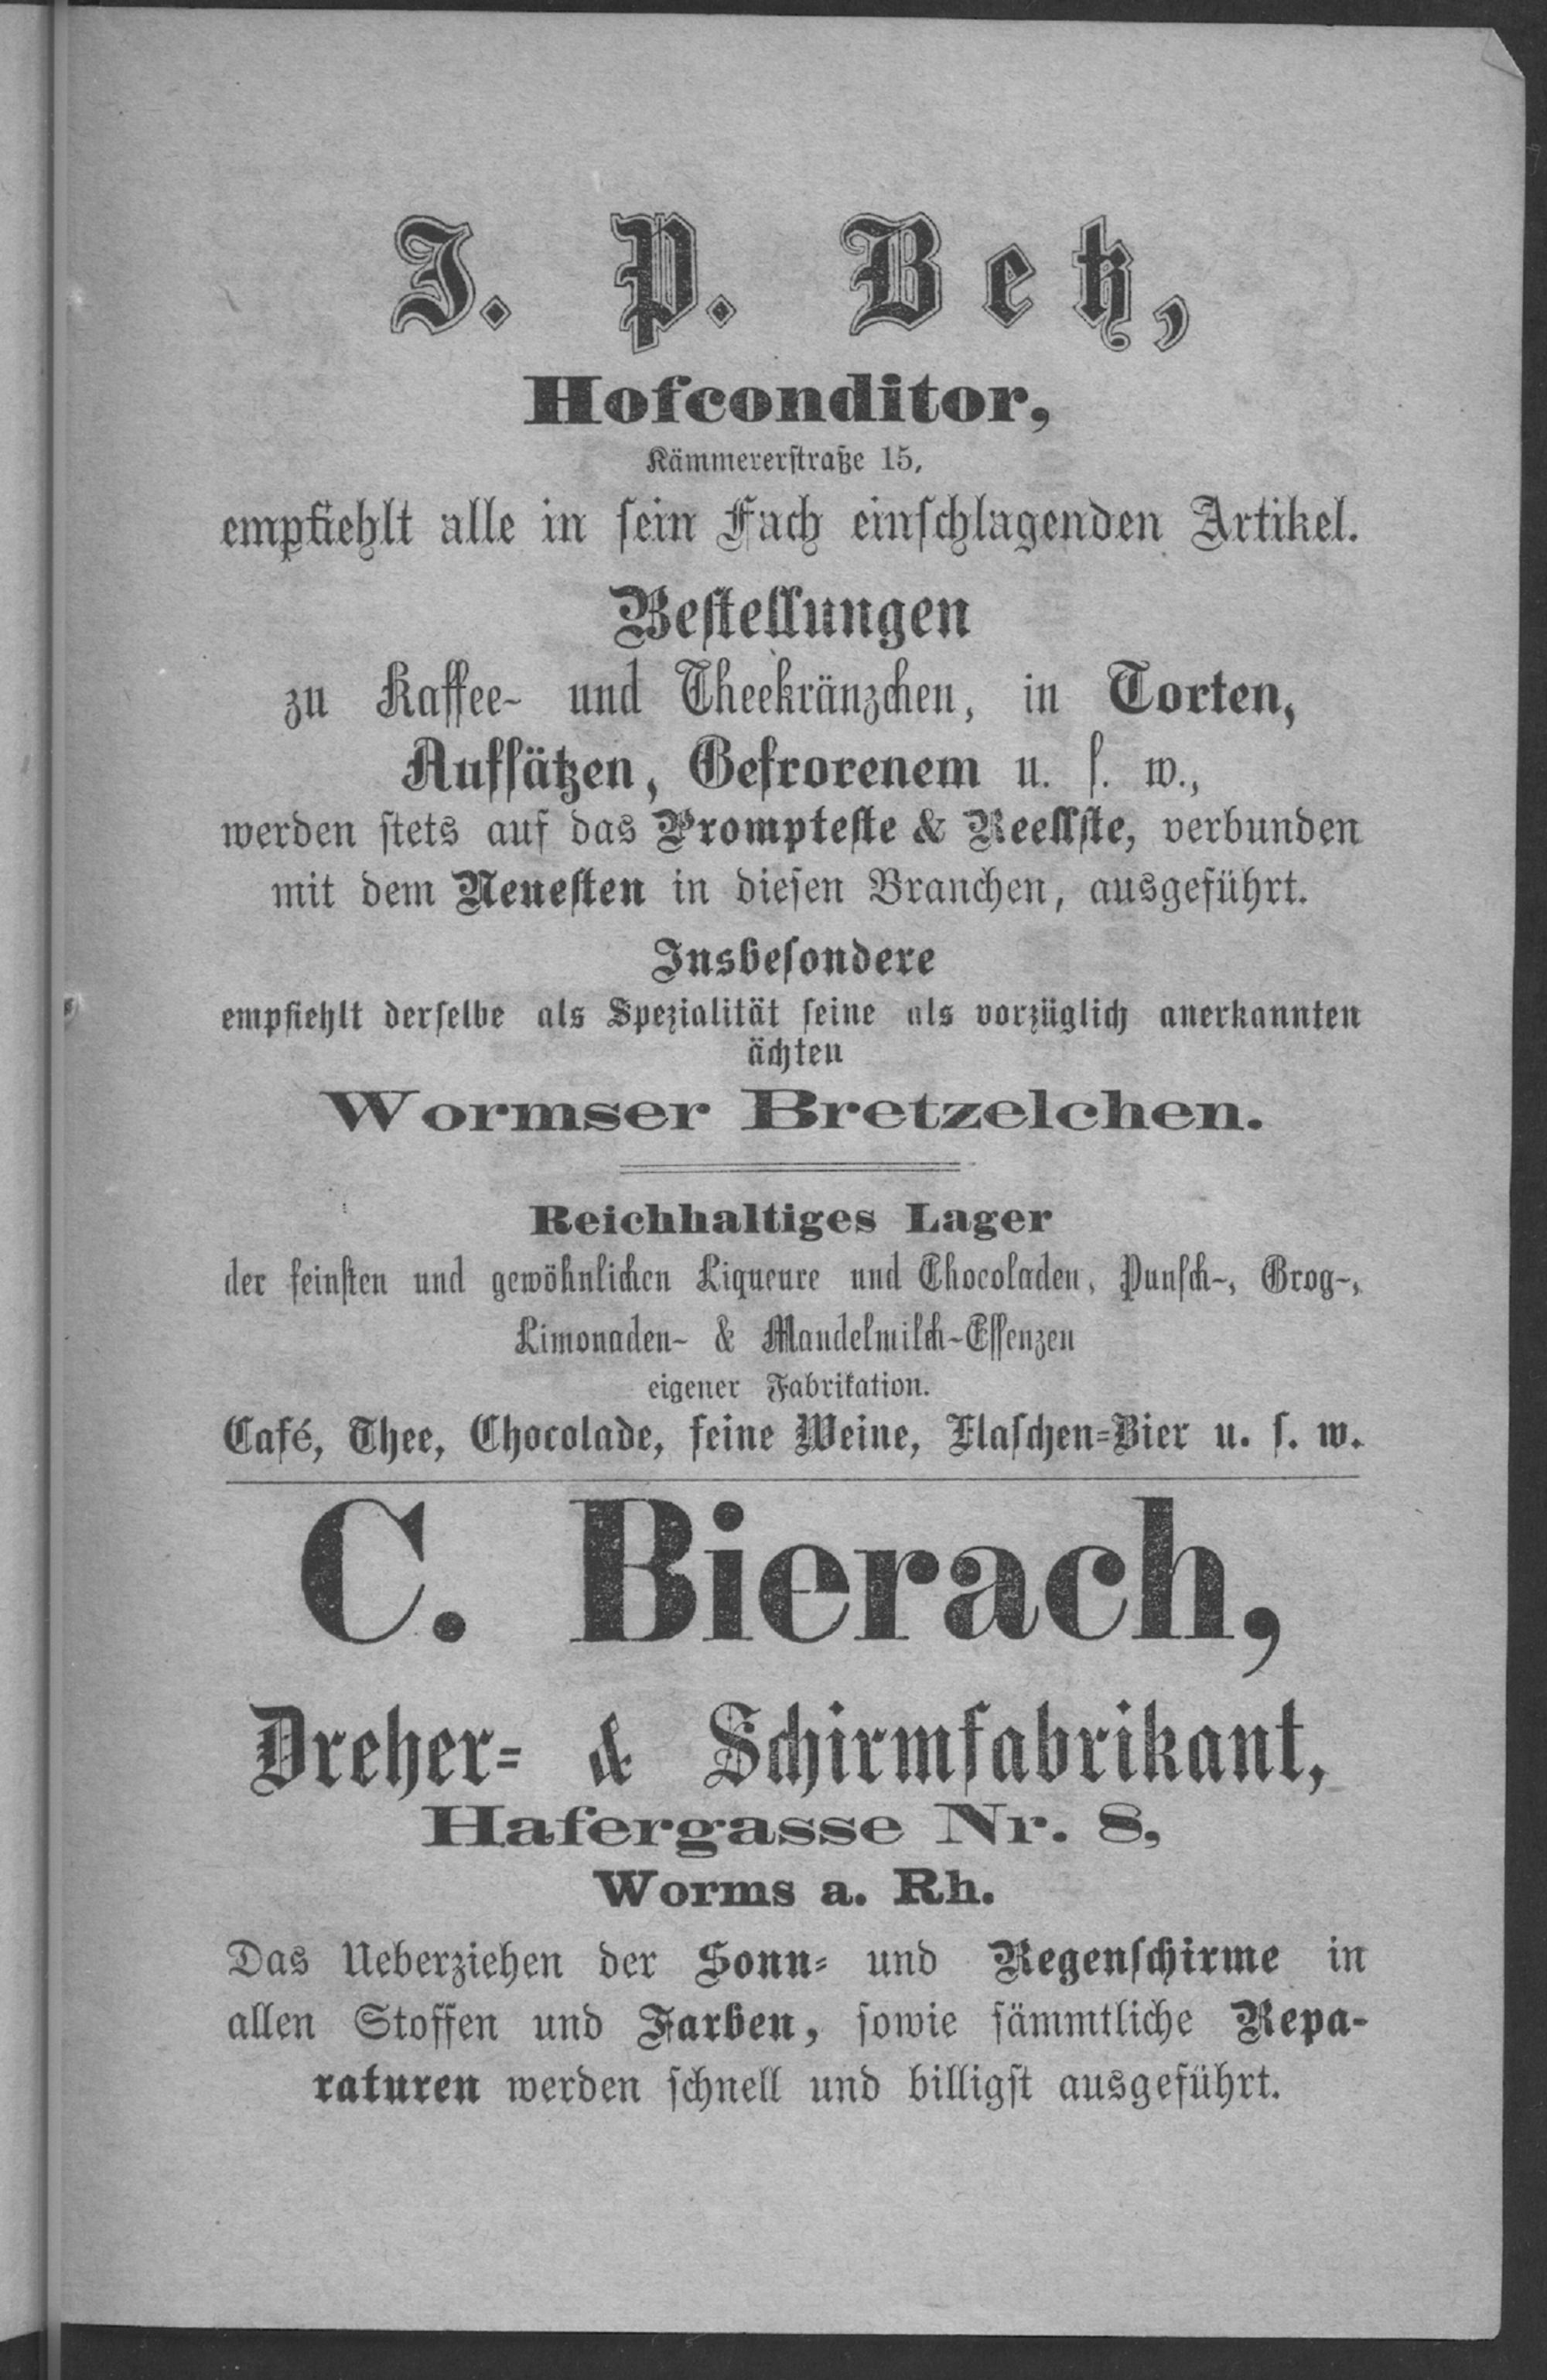 J. P. Betz,
Hofconditor,
Kämmererstraße 15,
empfiehlt alle in sein Fach einschlagenden Artikel.
Bestellungen
zu Kaffee- und Theekränzchen, in Torten,
Aufsätzen, Gefrorenem u. s. w.,
werden stets auf das Prompteste & Reellste, verbunden
mit dem Neuesten in diesen Branchen, ausgeführt.
Insbesondere
empfiehlt derselbe als Spezialität seine als vorzüglich anerkannten
ächten
Wormser Bretzelchen.
Reichhaltiges Lager
der feinsten und gewöhnlichen Liqueure und Chocoladen, Punsch-, Grog-,
Limonaden- & Mandelmilch-Essenzen
eigener Fabrikation.
Café, Thee, Chocolade, feine Weine, Flaschen-Bier u. s. w.
C. Bierach,
Dreher- & Schirmfabrikant,
Hafergasse Nr. 8,
Worms a. Rh.
Das Ueberziehen der Sonn- und Regenschirme in
allen Stoffen und Farben, sowie sämmtliche Repa-
raturen werden schnell und billigst ausgeführt.